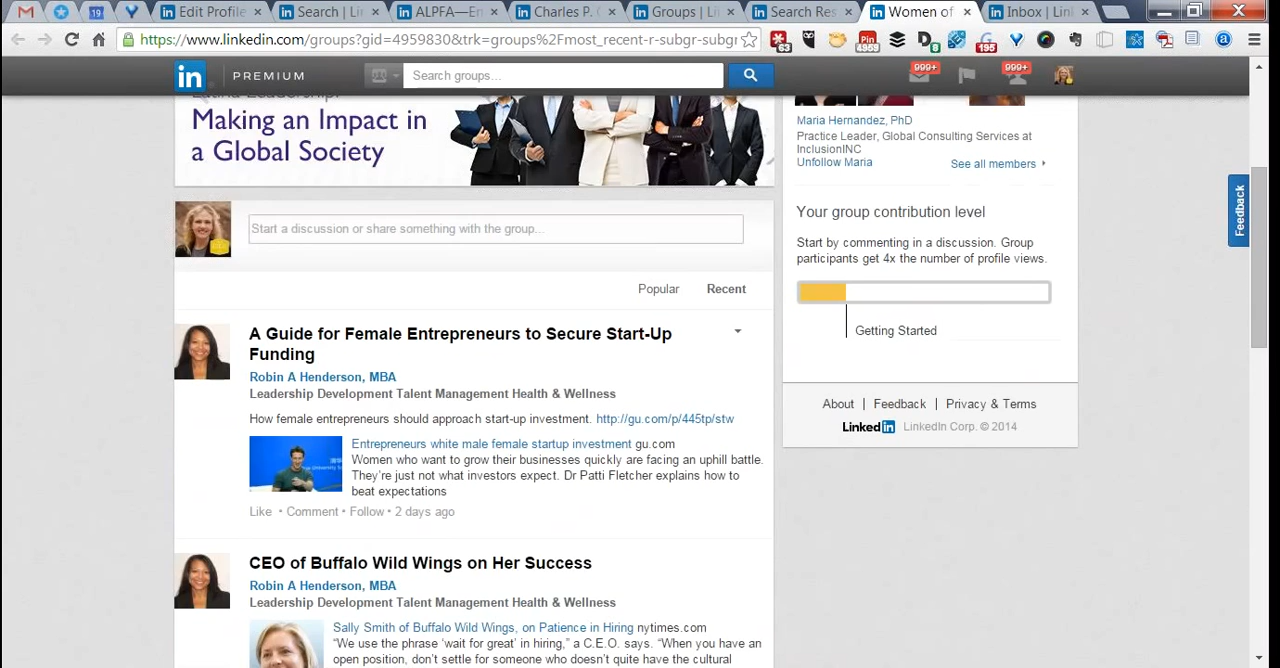 Edit Profile
Search | Li
ALPFA—En
Charles P. C
Groups | Li
Search Res
Women of
Inbox | Link
https://www.linkedin.com/groups?gid=4959830&trk=groups%2Fmost_recent-r-subgr-subgr
in PREMIUM
Search groups...
999+
999+
Making an Impact in
a Global Society
Start a discussion or share something with the group...
Popular Recent
A Guide for Female Entrepreneurs to Secure Start-Up
Funding
Robin A Henderson, MBA
Leadership Development Talent Management Health & Wellness
How female entrepreneurs should approach start-up investment. http://gu.com/p/445tp/stw
Entrepreneurs white male female startup investment gu.com
Women who want to grow their businesses quickly are facing an uphill battle.
They're just not what investors expect. Dr Patti Fletcher explains how to
beat expectations
Like • Comment • Follow • 2 days ago
CEO of Buffalo Wild Wings on Her Success
Robin A Henderson, MBA
Leadership Development Talent Management Health & Wellness
Sally Smith of Buffalo Wild Wings, on Patience in Hiring nytimes.com
“We use the phrase ‘wait for great’ in hiring,” a C.E.O. says. “When you have an
open position, don’t settle for someone who doesn’t quite have the cultural
Maria Hernandez, PhD
Practice Leader, Global Consulting Services at
InclusionINC
Unfollow Maria
See all members
Your group contribution level
Start by commenting in a discussion. Group
participants get 4x the number of profile views.
Getting Started
About | Feedback | Privacy & Terms
Linked in LinkedIn Corp. © 2014
Feedback